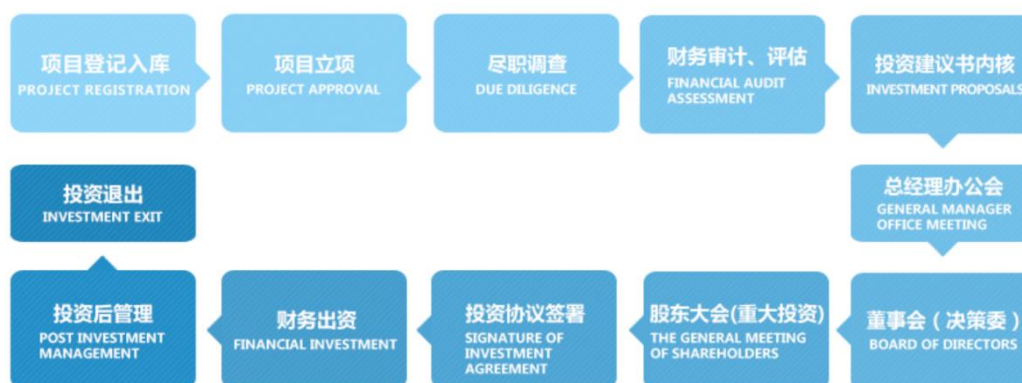 项目登记入库
PROJECT REGISTRATION
项目立项
PROJECT APPROVAL
尽职调查
DUE DILIGENCE
财务审计、评估
FINANCIAL AUDIT
ASSESSMENT
投资建议书内核
INVESTMENT PROPOSALS
总经理办公会
GENERAL MANAGER
OFFICE MEETING
董事会（决策委）
BOARD OF DIRECTORS
股东大会(重大投资)
THE GENERAL MEETING
OF SHAREHOLDERS
投资协议签署
SIGNATURE OF
INVESTMENT
AGREEMENT
财务出资
FINANCIAL INVESTMENT
投资后管理
POST INVESTMENT
MANAGEMENT
投资退出
INVESTMENT EXIT